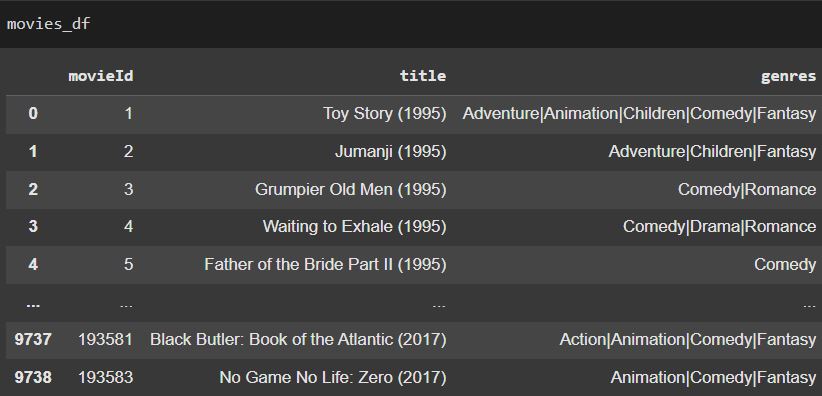 movies_df
movieId title genres
0 1 Toy Story (1995) Adventure|Animation|Children|Comedy|Fantasy
1 2 Jumanji (1995) Adventure|Children|Fantasy
2 3 Grumpier Old Men (1995) Comedy|Romance
3 4 Waiting to Exhale (1995) Comedy|Drama|Romance
4 5 Father of the Bride Part II (1995) Comedy
... ... ... ...
9737 193581 Black Butler: Book of the Atlantic (2017) Action|Animation|Comedy|Fantasy
9738 193583 No Game No Life: Zero (2017) Animation|Comedy|Fantasy